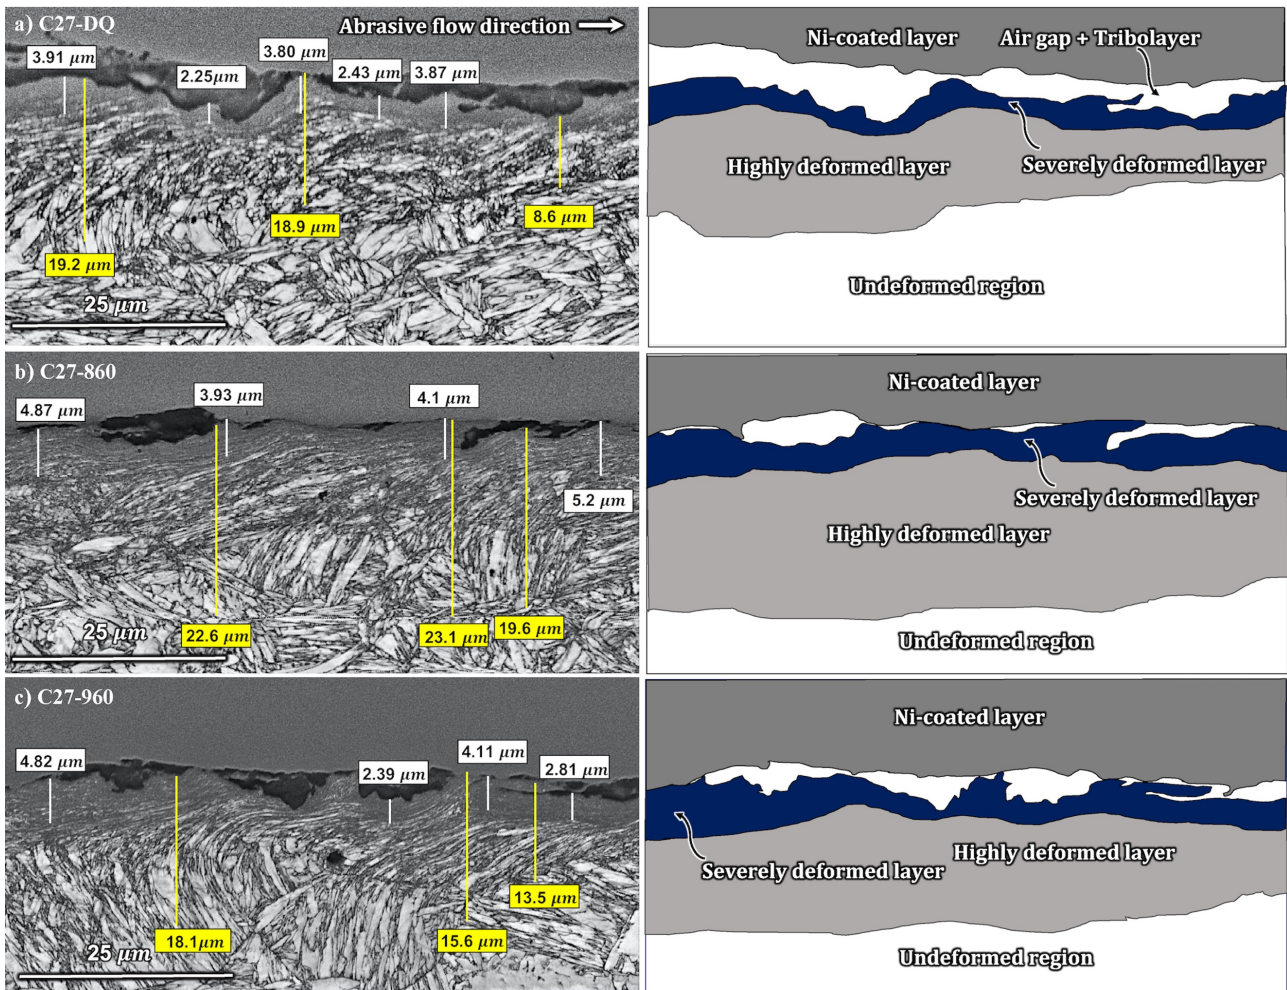 a) C27-DQ
Abrasive flow direction
3.91 μm
2.25μm
3.80 μm
2.43 μm
3.87 μm
19.2 μm
18.9 μm
8.6 μm
25 μm
Ni-coated layer
Air gap + Tribolayer
Highly deformed layer
Severely deformed layer
Undeformed region
b) C27-860
4.87 μm
3.93 μm
4.1 μm
5.2 μm
22.6 μm
23.1 μm
19.6 μm
25 μm
Ni-coated layer
Severely deformed layer
Highly deformed layer
Undeformed region
c) C27-960
4.82 μm
2.39 μm
4.11 μm
2.81 μm
18.1μm
15.6 μm
13.5 μm
25 μm
Ni-coated layer
Severely deformed layer
Highly deformed layer
Undeformed region